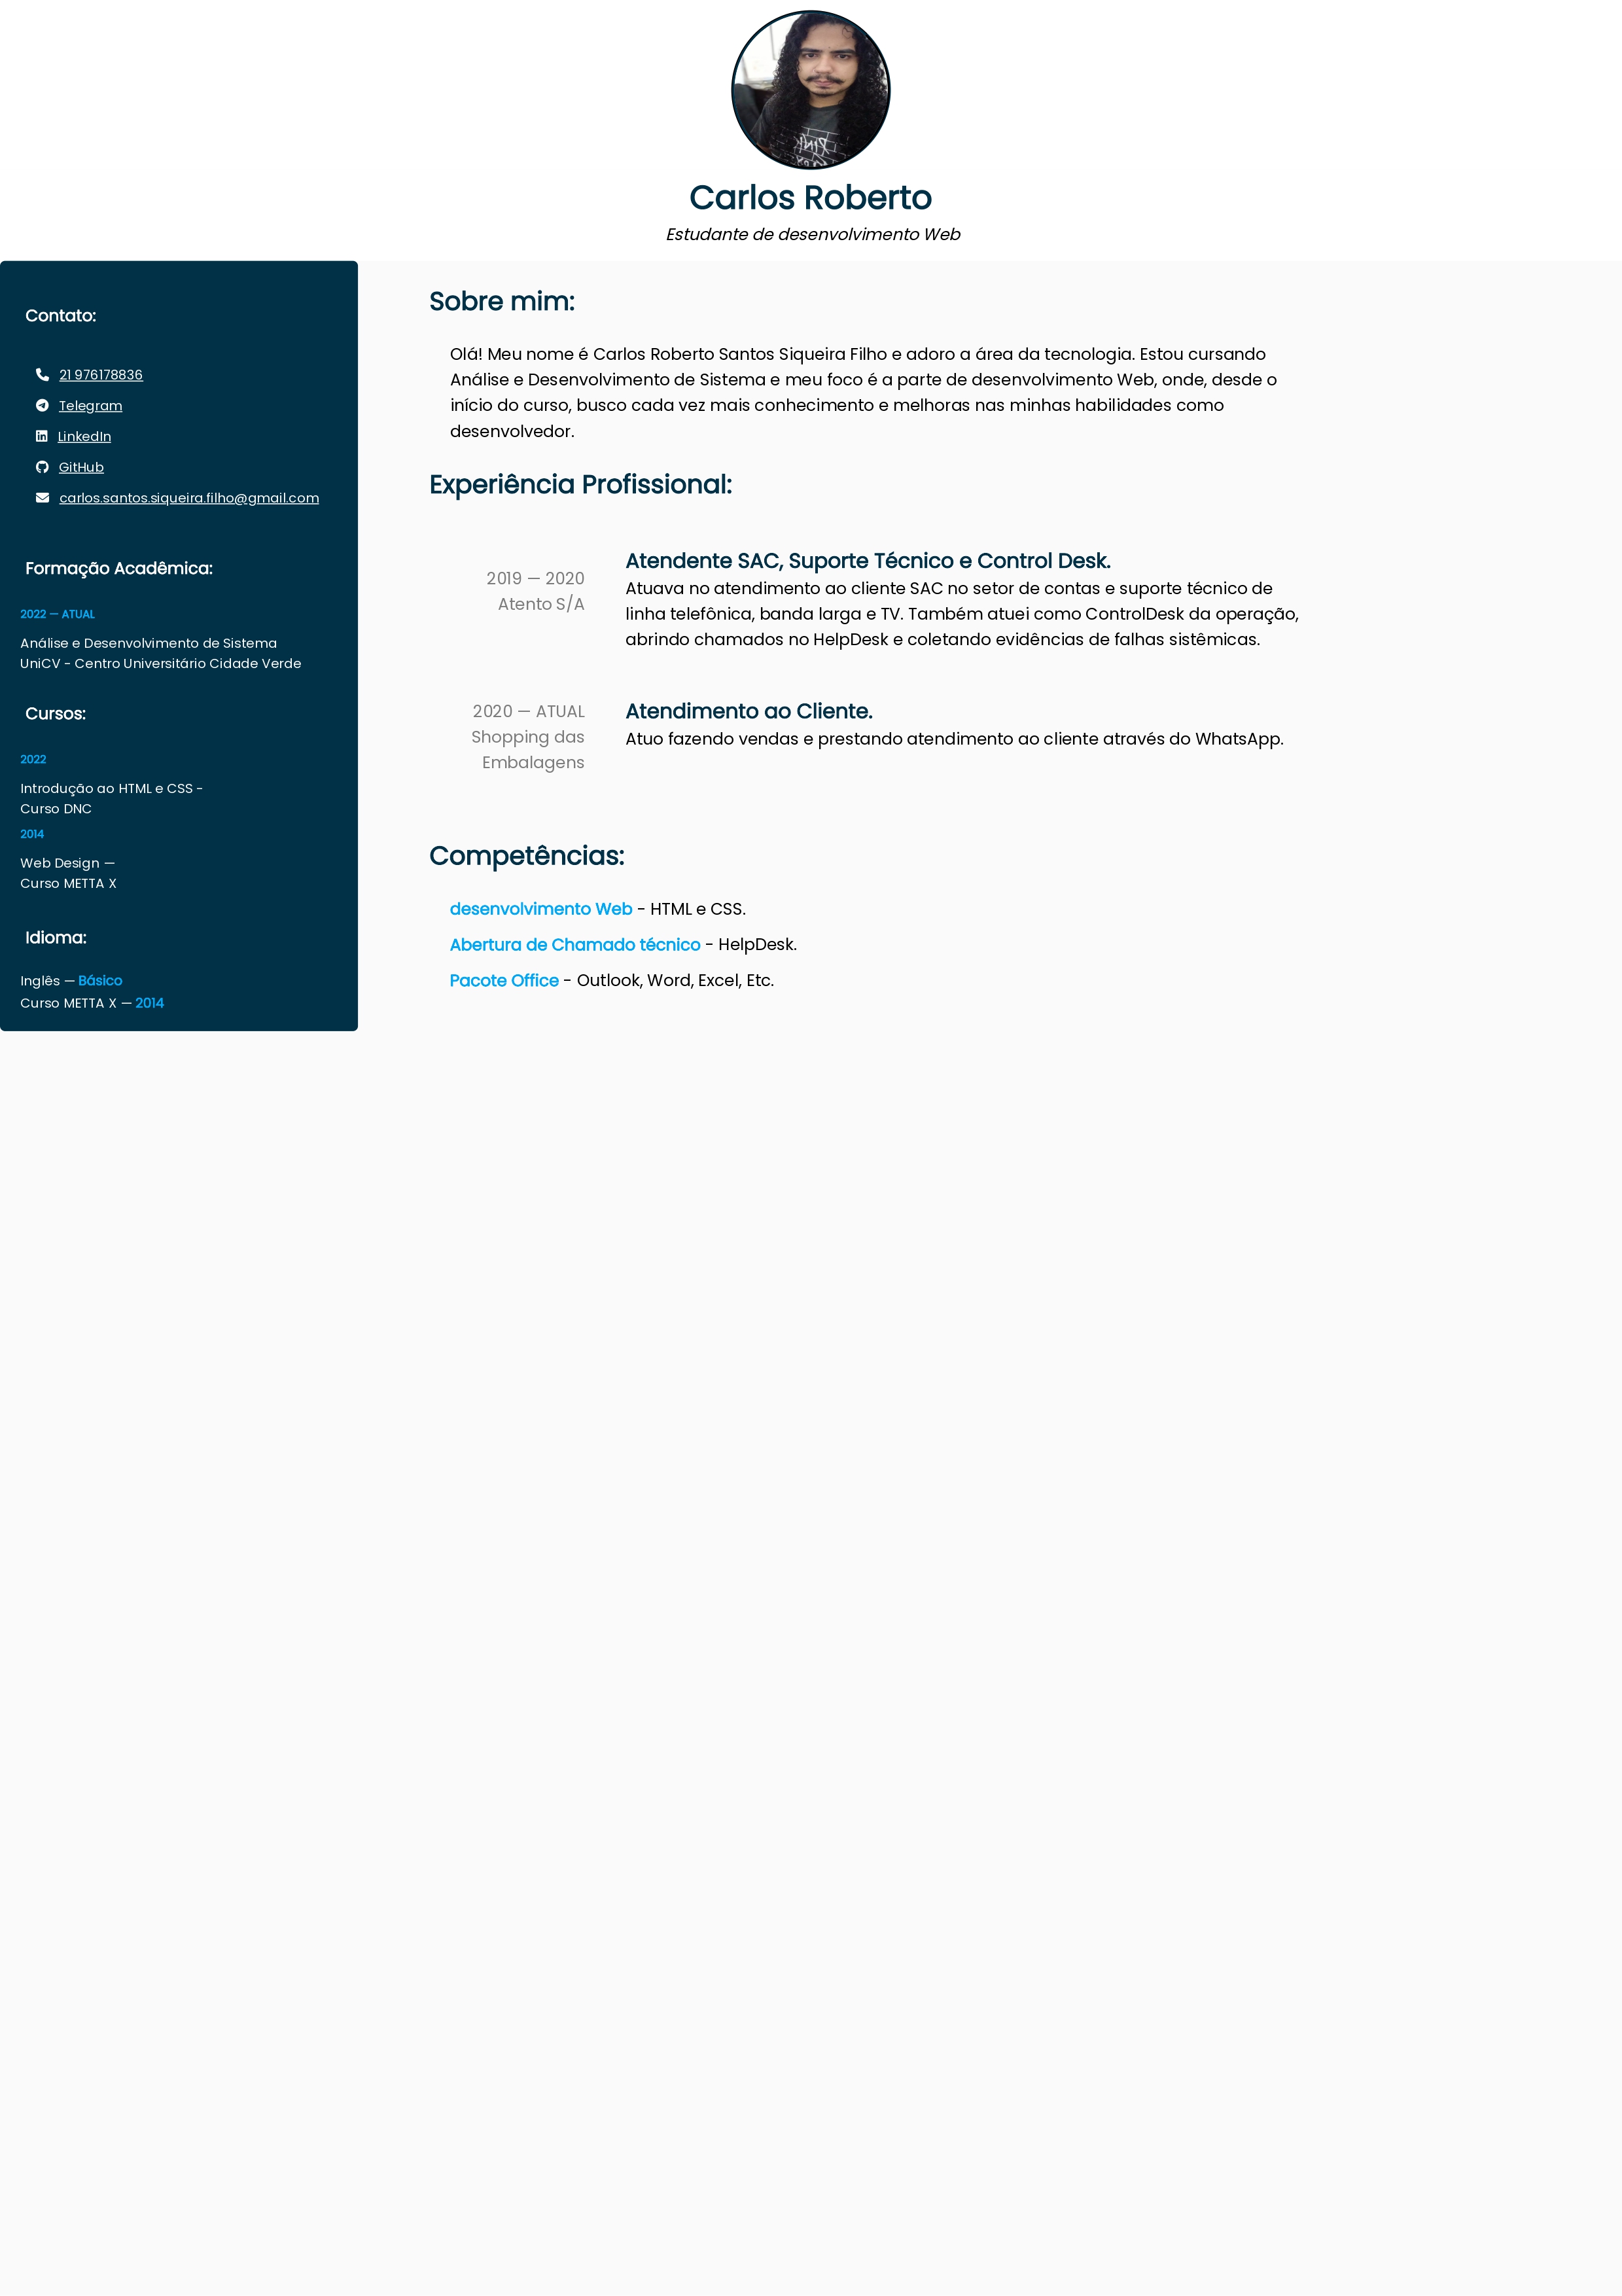 Carlos Roberto
Estudante de desenvolvimento Web
Contato:
21 976178836
Telegram
LinkedIn
GitHub
carlos.santos.siqueira.filho@gmail.com
Formação Acadêmica:
2022 — ATUAL
Análise e Desenvolvimento de Sistema
UniCV - Centro Universitário Cidade Verde
Cursos:
2022
Introdução ao HTML e CSS -
Curso DNC
2014
Web Design —
Curso METTA X
Idioma:
Inglês — Básico
Curso METTA X — 2014
Sobre mim:
Olá! Meu nome é Carlos Roberto Santos Siqueira Filho e adoro a área da tecnologia. Estou cursando
Análise e Desenvolvimento de Sistema e meu foco é a parte de desenvolvimento Web, onde, desde o
início do curso, busco cada vez mais conhecimento e melhoras nas minhas habilidades como
desenvolvedor.
Experiência Profissional:
2019 — 2020
Atento S/A
Atendente SAC, Suporte Técnico e Control Desk.
Atuava no atendimento ao cliente SAC no setor de contas e suporte técnico de
linha telefônica, banda larga e TV. Também atuei como ControlDesk da operação,
abrindo chamados no HelpDesk e coletando evidências de falhas sistêmicas.
2020 — ATUAL
Shopping das
Embalagens
Atendimento ao Cliente.
Atuo fazendo vendas e prestando atendimento ao cliente através do WhatsApp.
Competências:
desenvolvimento Web - HTML e CSS.
Abertura de Chamado técnico - HelpDesk.
Pacote Office - Outlook, Word, Excel, Etc.